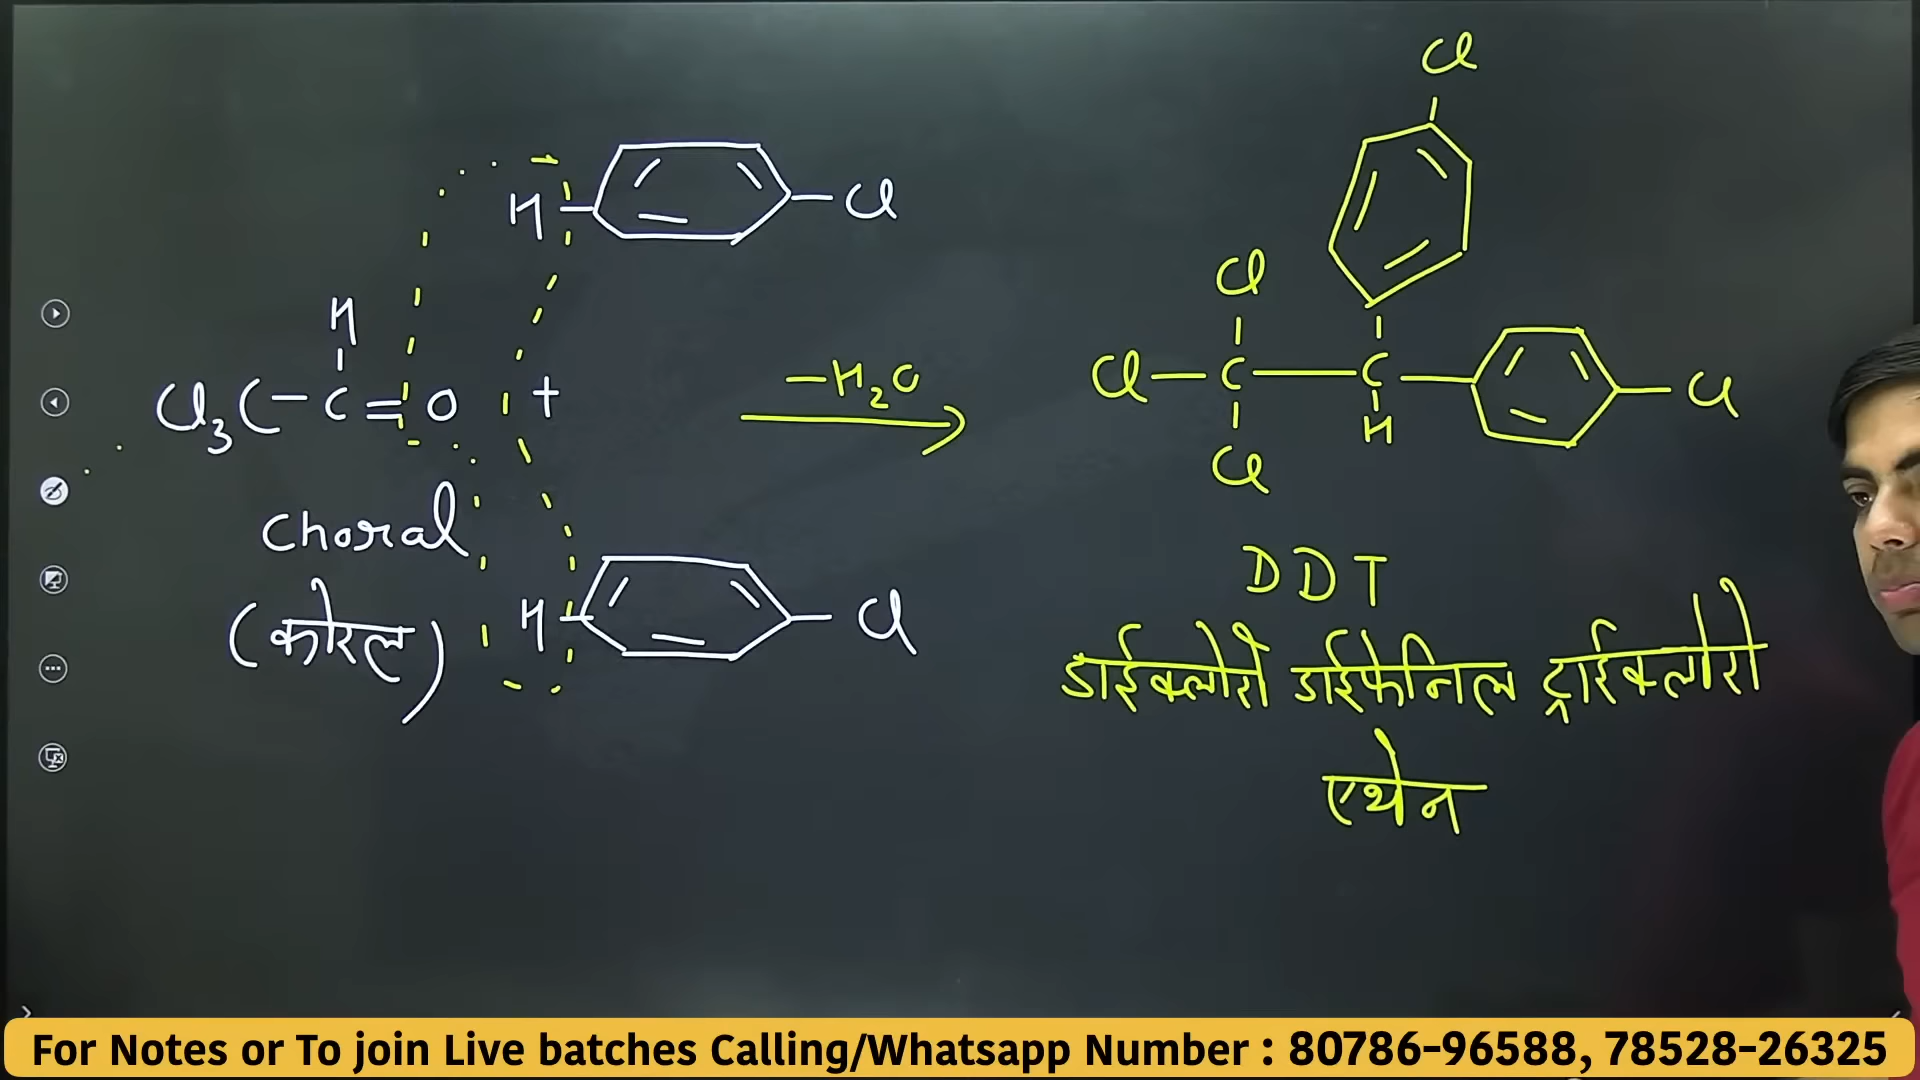 H Cl
H
Cl3C-C=O +
Choral
(कोरल)
H Cl
-H2O
Cl
Cl
Cl C C Cl
Cl H
DDT
डाईक्लोरो डाईफेनिल ट्राईक्लोरो
एथेन
For Notes or To join Live batches Calling/Whatsapp Number : 80786-96588, 78528-26325